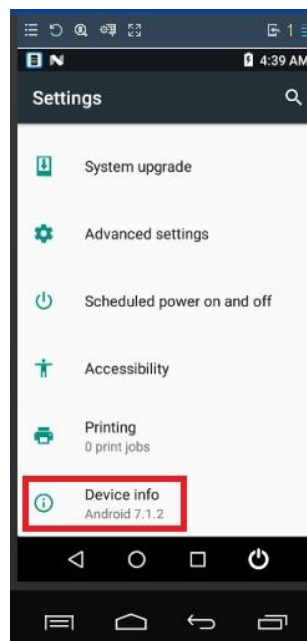 1
4:39 AM
Settings
System upgrade
Advanced settings
Scheduled power on and off
Accessibility
Printing
0 print jobs
Device info
Android 7.1.2